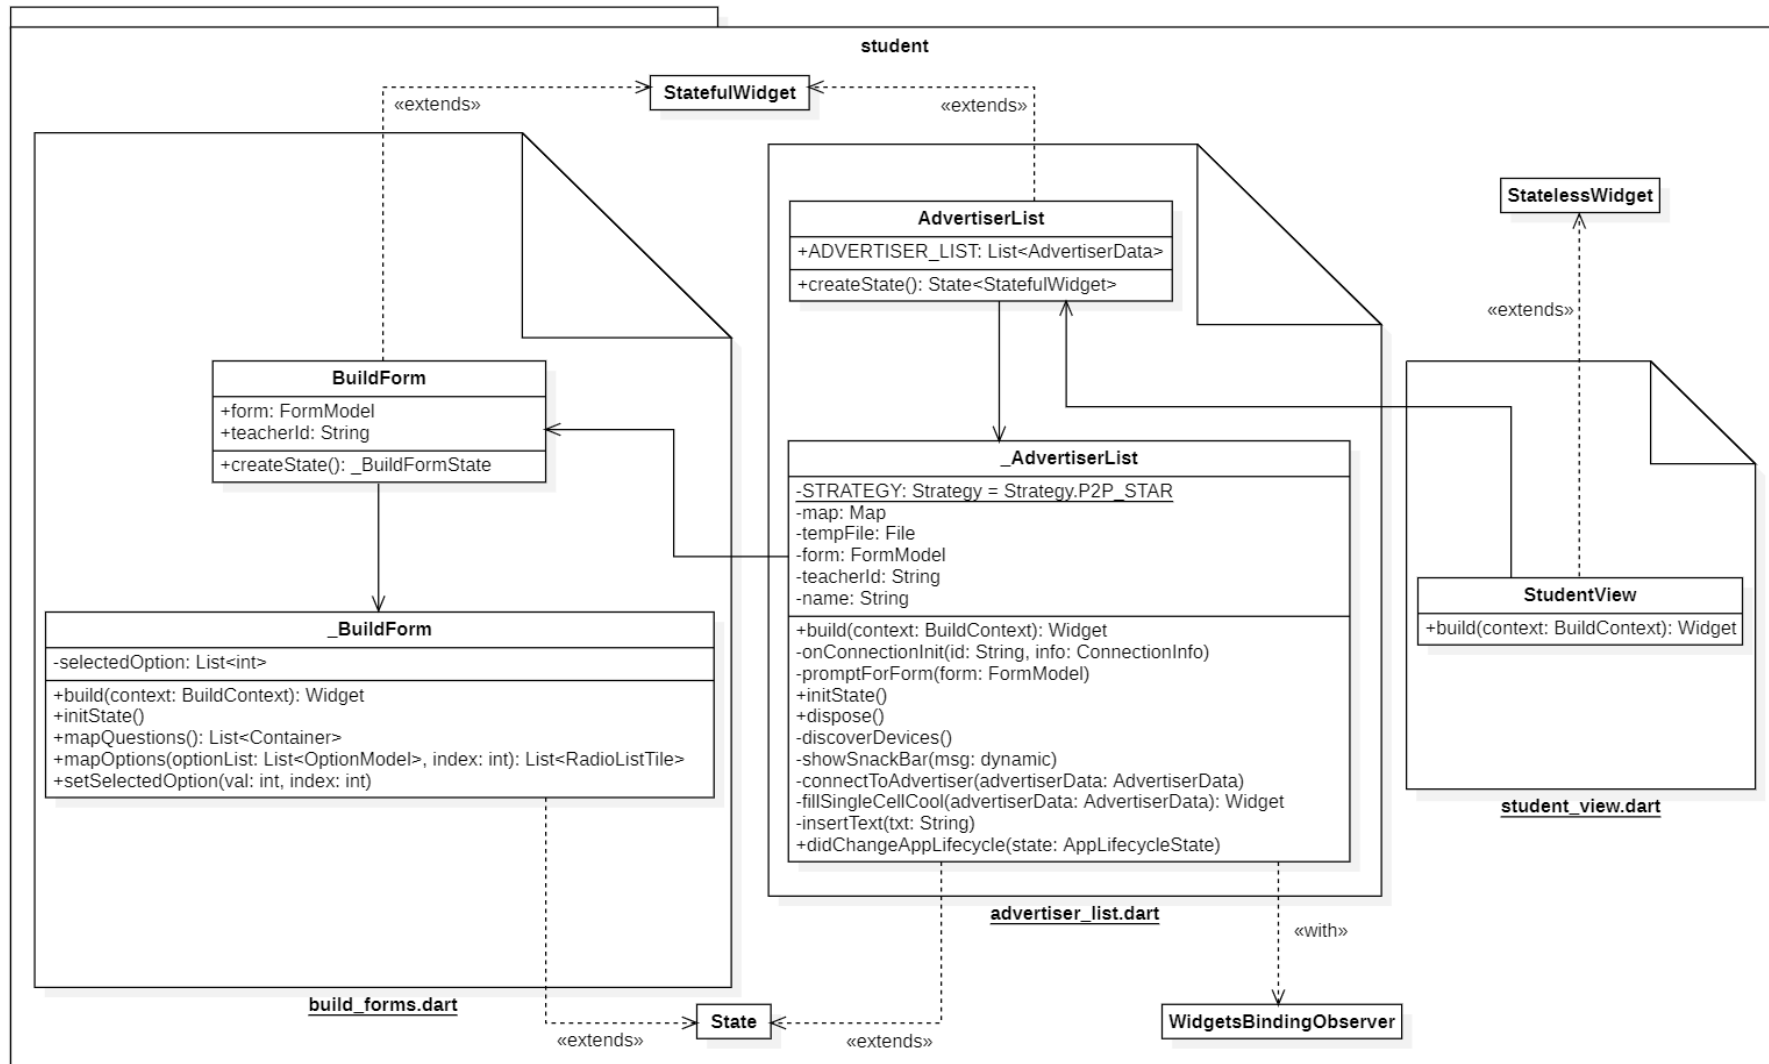 student
StatefulWidget
«extends»
«extends»
BuildForm
+form: FormModel
+teacherId: String
+createState(): _BuildFormState
_BuildForm
-selectedOption: List<int>
+build(context: BuildContext): Widget
+initState()
+mapQuestions(): List<Container>
+mapOptions(optionList: List<OptionModel>, index: int): List<RadioListTile>
+setSelectedOption(val: int, index: int)
build_forms.dart
AdvertiserList
+ADVERTISER_LIST: List<AdvertiserData>
+createState(): State<StatefulWidget>
_AdvertiserList
-STRATEGY: Strategy = Strategy.P2P_STAR
-map: Map
-tempFile: File
-form: FormModel
-teacherId: String
-name: String
+build(context: BuildContext): Widget
-onConnectionInit(id: String, info: ConnectionInfo)
-promptForForm(form: FormModel)
+initState()
+dispose()
-discoverDevices()
-showSnackBar(msg: dynamic)
-connectToAdvertiser(advertiserData: AdvertiserData)
-fillSingleCellCool(advertiserData: AdvertiserData): Widget
-insertText(txt: String)
+didChangeAppLifecycle(state: AppLifecycleState)
advertiser_list.dart
StatelessWidget
«extends»
StudentView
+build(context: BuildContext): Widget
student_view.dart
«with»
State
WidgetsBindingObserver
«extends»
«extends»